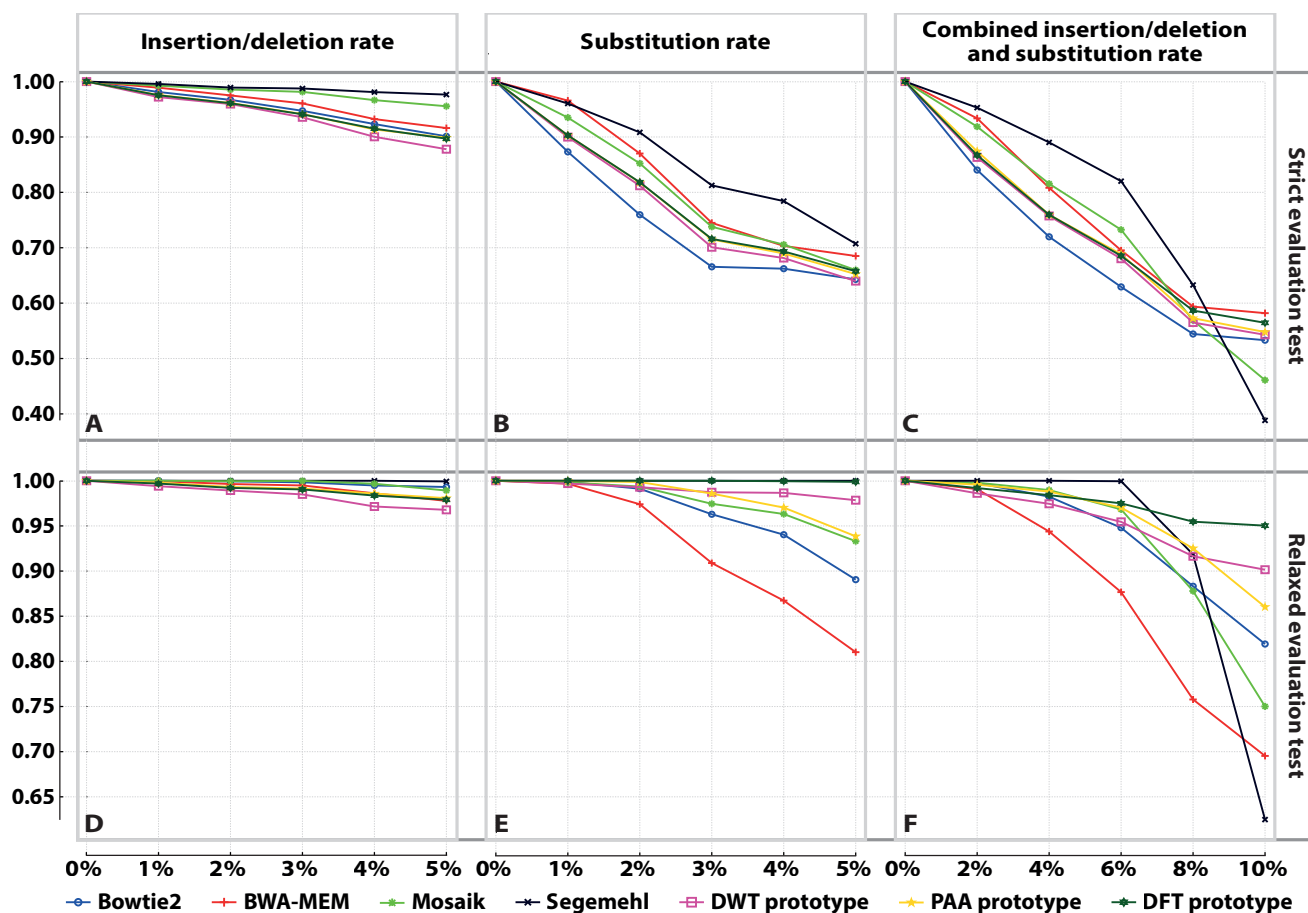 Insertion/deletion rate
Substitution rate
Combined insertion/deletion
and substitution rate
1.00
0.90
0.80
0.70
0.60
0.50
0.40
A
B
C
Strict evaluation test
1.00
0.95
0.90
0.85
0.80
0.75
0.70
0.65
D
E
F
Relaxed evaluation test
0% 1% 2% 3% 4% 5% 0% 1% 2% 3% 4% 5% 0% 2% 4% 6% 8% 10%
Bowtie2 BWA-MEM Mosaik Segemehl DWT prototype PAA prototype DFT prototype